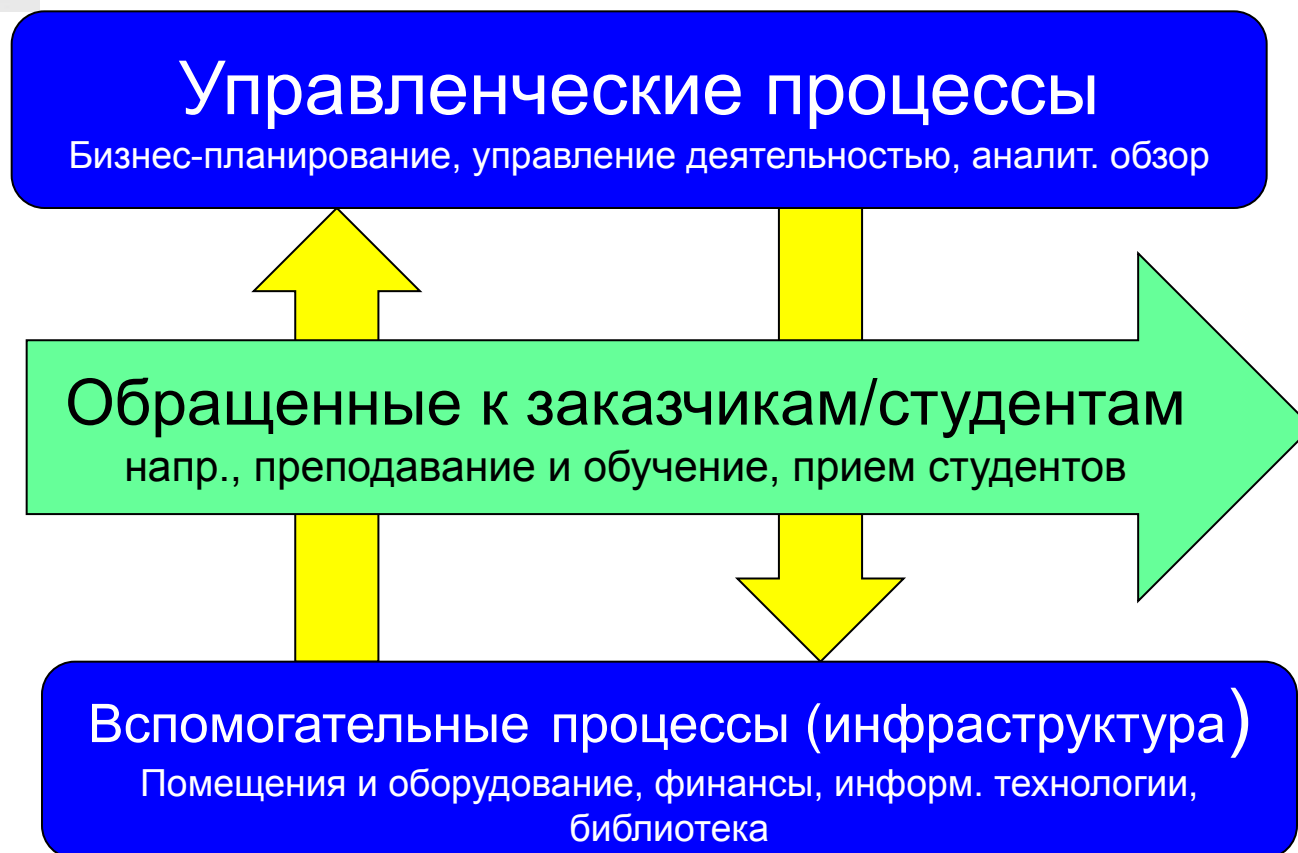 Управленческие процессы
Бизнес-планирование, управление деятельностью, аналит. обзор
Обращенные к заказчикам/студентам
напр., преподавание и обучение, прием студентов
Вспомогательные процессы (инфраструктура)
Помещения и оборудование, финансы, информ. технологии,
библиотека